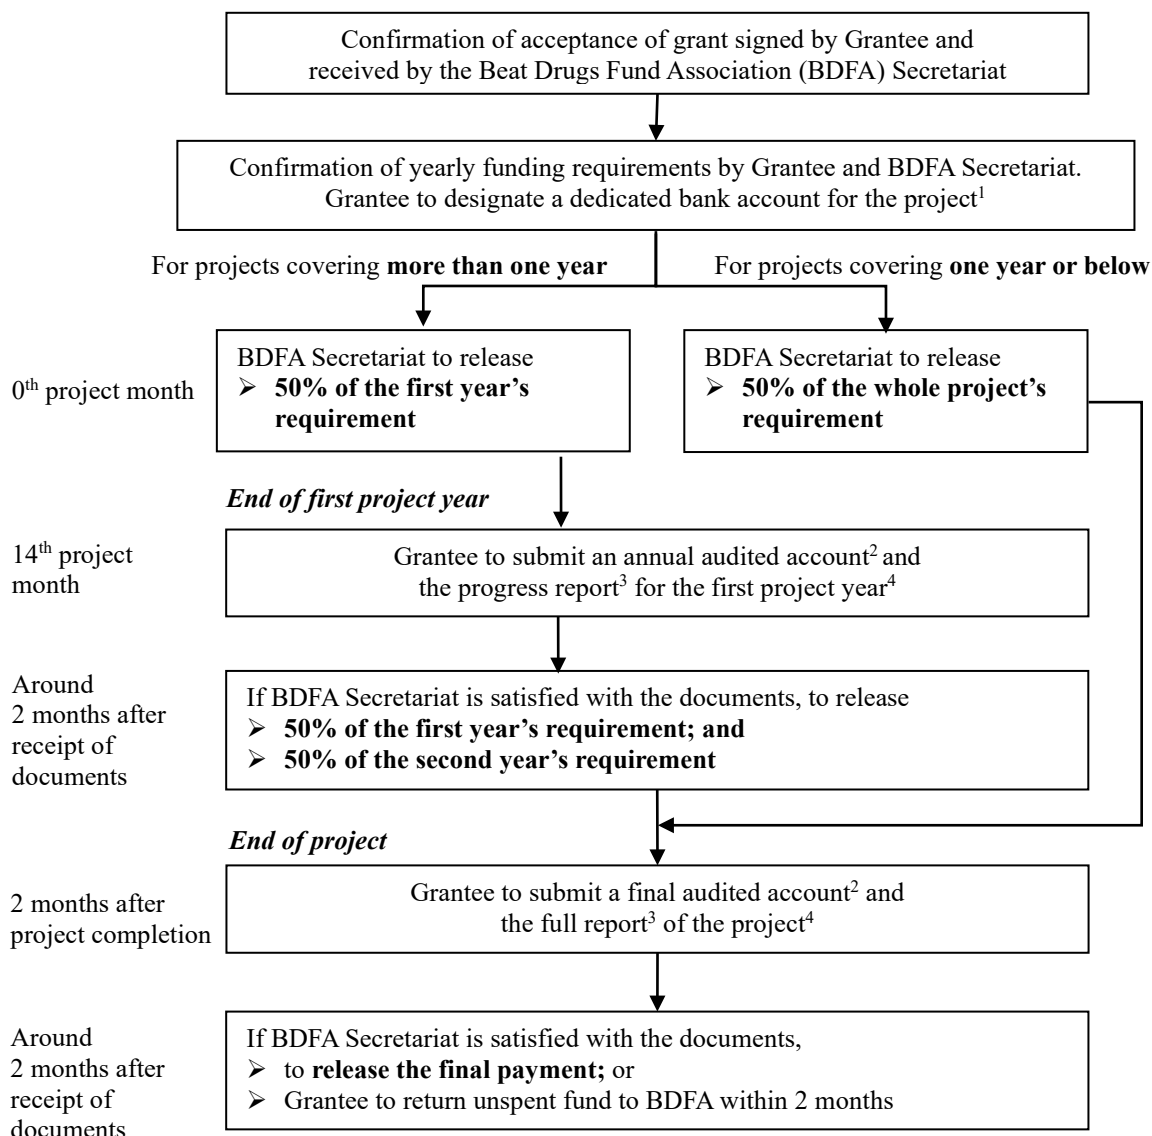 Confirmation of acceptance of grant signed by Grantee and
received by the Beat Drugs Fund Association (BDFA) Secretariat
Confirmation of yearly funding requirements by Grantee and BDFA Secretariat.
Grantee to designate a dedicated bank account for the project¹
For projects covering more than one year
For projects covering one year or below
0th project month
BDFA Secretariat to release
➢ 50% of the first year’s
requirement
BDFA Secretariat to release
➢ 50% of the whole project’s
requirement
End of first project year
14th project
month
Grantee to submit an annual audited account² and
the progress report³ for the first project year⁴
Around
2 months after
receipt of
documents
If BDFA Secretariat is satisfied with the documents, to release
➢ 50% of the first year’s requirement; and
➢ 50% of the second year’s requirement
End of project
2 months after
project completion
Grantee to submit a final audited account² and
the full report³ of the project⁴
Around
2 months after
receipt of
documents
If BDFA Secretariat is satisfied with the documents,
➢ to release the final payment; or
➢ Grantee to return unspent fund to BDFA within 2 months